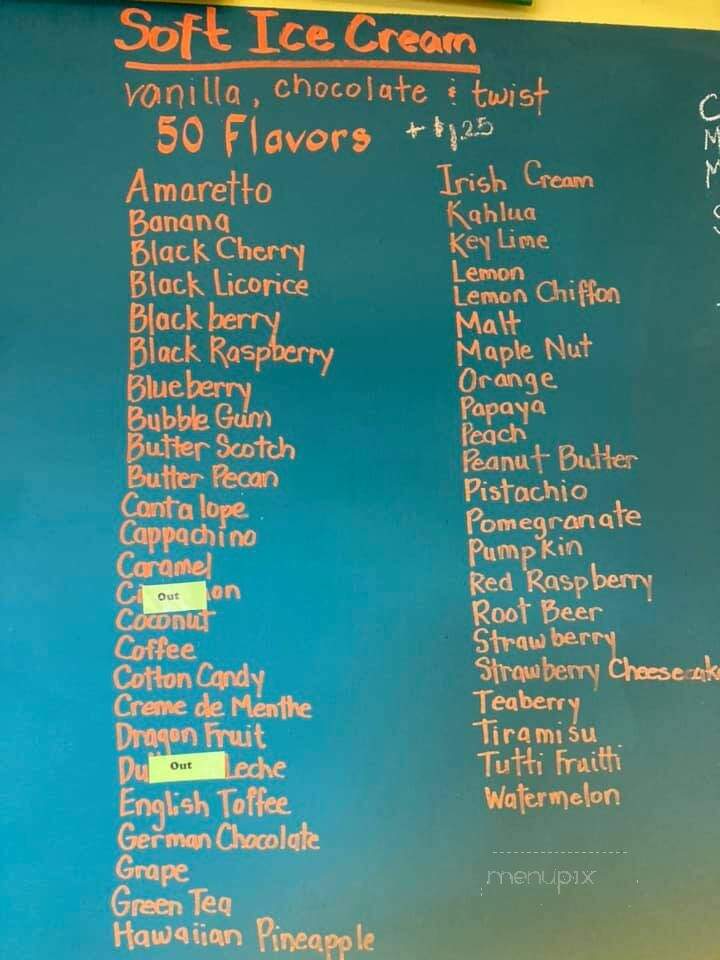 Soft Ice Cream
vanilla, chocolate & twist
50 Flavors + $1.25
Amaretto
Banana
Black Cherry
Black Licorice
Black berry
Black Raspberry
Blueberry
Bubble Gum
Butter Scotch
Butter Pecan
Cantalope
Cappachino
Caramel
Out
Coconut
Coffee
Cotton Candy
Creme de Menthe
Dragon Fruit
Out Leche
English Toffee
German Chocolate
Grape
Green Tea
Hawaiian Pineapple
Irish Cream
Kahlua
Key Lime
Lemon
Lemon Chiffon
Malt
Maple Nut
Orange
Papaya
Peach
Peanut Butter
Pistachio
Pomegranate
Pumpkin
Red Raspberry
Root Beer
Strawberry
Strawberry Cheesecake
Teaberry
Tiramisu
Tutti Fruitti
Watermelon
menupix